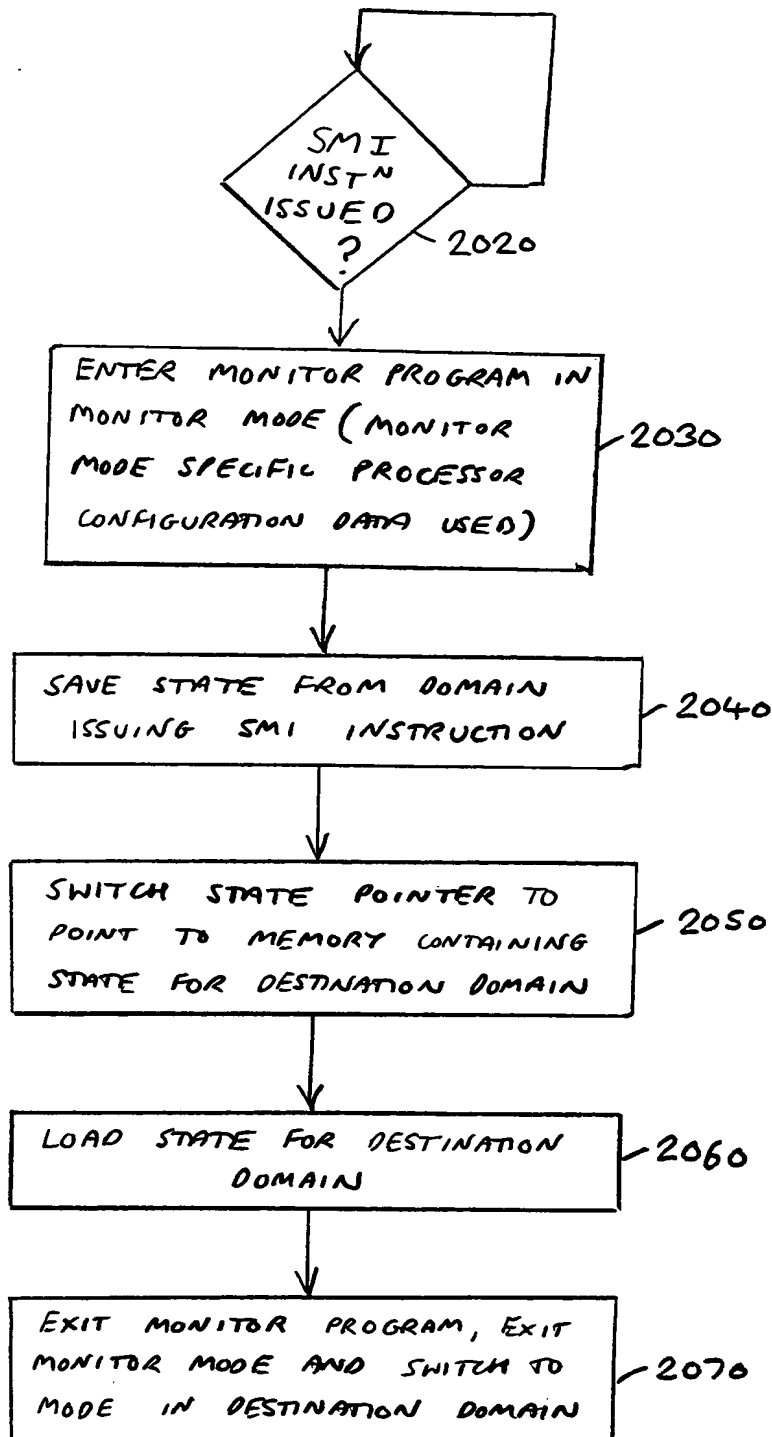 SMI
INSTN
ISSUED
?
2020
ENTER MONITOR PROGRAM IN
MONITOR MODE (MONITOR
MODE SPECIFIC PROCESSOR
CONFIGURATION DATA USED)
2030
SAVE STATE FROM DOMAIN
ISSUING SMI INSTRUCTION
2040
SWITCH STATE POINTER TO
POINT TO MEMORY CONTAINING
STATE FOR DESTINATION DOMAIN
2050
LOAD STATE FOR DESTINATION
DOMAIN
2060
EXIT MONITOR PROGRAM, EXIT
MONITOR MODE AND SWITCH TO
MODE IN DESTINATION DOMAIN
2070